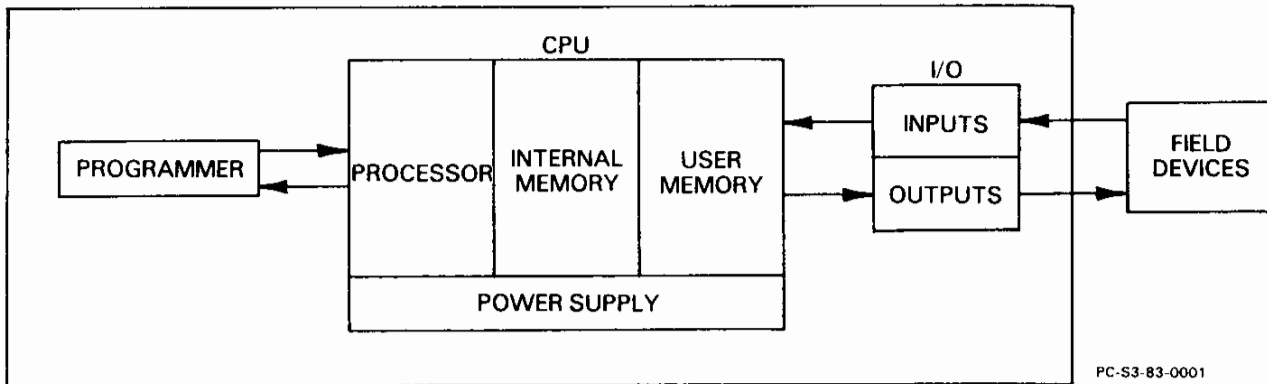 CPU
I/O
PROGRAMMER
PROCESSOR
INTERNAL
MEMORY
USER
MEMORY
INPUTS
OUTPUTS
FIELD
DEVICES
POWER SUPPLY
PC-S3-83-0001